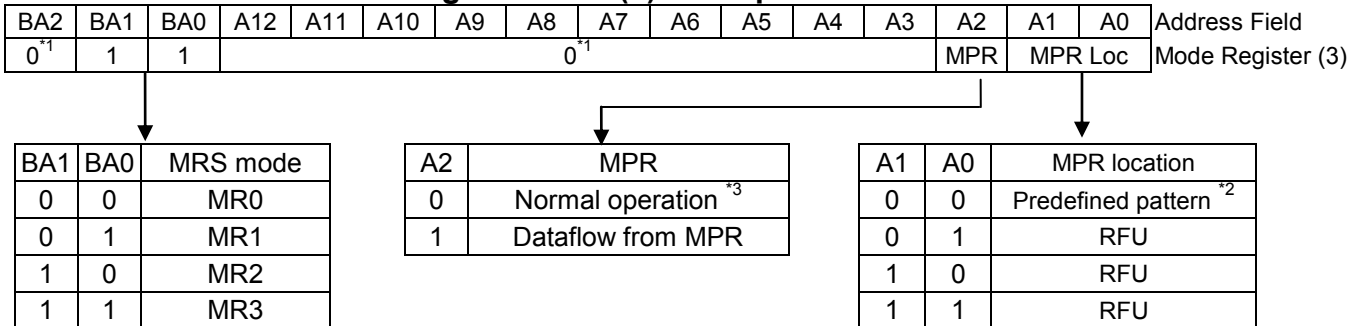 BA2 BA1 BA0 A12 A11 A10 A9 A8 A7 A6 A5 A4 A3 A2 A1 A0 Address Field
0*1 1 1 0*1 MPR MPR Loc Mode Register (3)
BA1 BA0 MRS mode A2 MPR A1 A0 MPR location
0 0 MR0 0 Normal operation *3 0 0 Predefined pattern *2
0 1 MR1 1 Dataflow from MPR 0 1 RFU
1 0 MR2 1 0 RFU
1 1 MR3 1 1 RFU